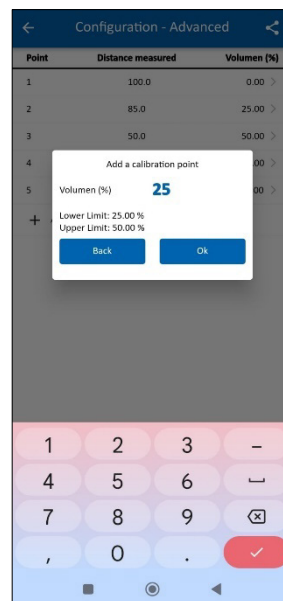 Configuration - Advanced
Point Distance measured Volumen (%)
1 100.0 0.00 >
2 85.0 25.00 >
3 50.0 50.00 >
4 .00 >
5 00 >
+
Add a calibration point
Volumen (%) 25
Lower Limit: 25.00 %
Upper Limit: 50.00 %
Back Ok
1 2 3 –
4 5 6
7 8 9
, 0 .